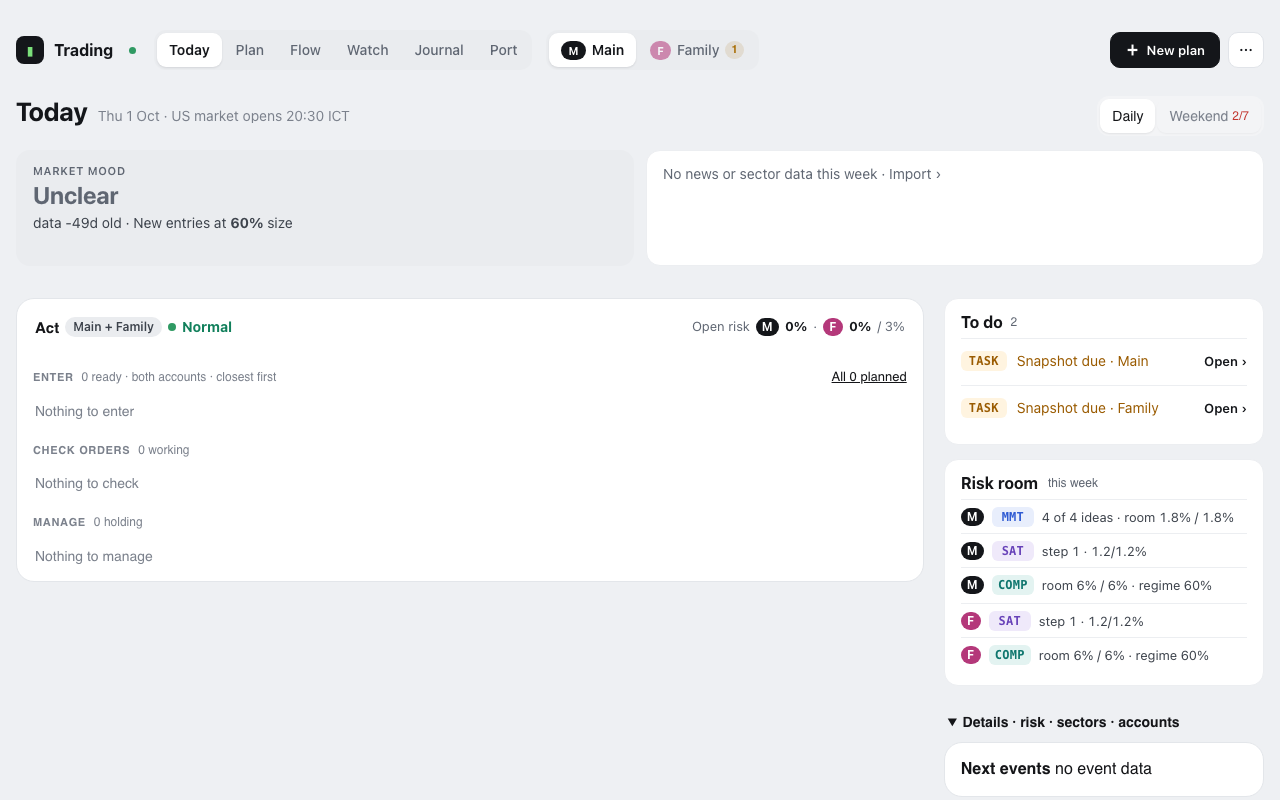 Trading
Today Plan Flow Watch Journal Port
M Main F Family 1
+ New plan
Today Thu 1 Oct · US market opens 20:30 ICT
Daily Weekend 2/7
MARKET MOOD
Unclear
data -49d old · New entries at 60% size
No news or sector data this week · Import ›
Act Main + Family Normal
Open risk M 0% · F 0% / 3%
ENTER 0 ready · both accounts · closest first
All 0 planned
Nothing to enter
CHECK ORDERS 0 working
Nothing to check
MANAGE 0 holding
Nothing to manage
To do 2
TASK Snapshot due · Main Open ›
TASK Snapshot due · Family Open ›
Risk room this week
M MMT 4 of 4 ideas · room 1.8% / 1.8%
M SAT step 1 · 1.2/1.2%
M COMP room 6% / 6% · regime 60%
F SAT step 1 · 1.2/1.2%
F COMP room 6% / 6% · regime 60%
▼ Details · risk · sectors · accounts
Next events no event data